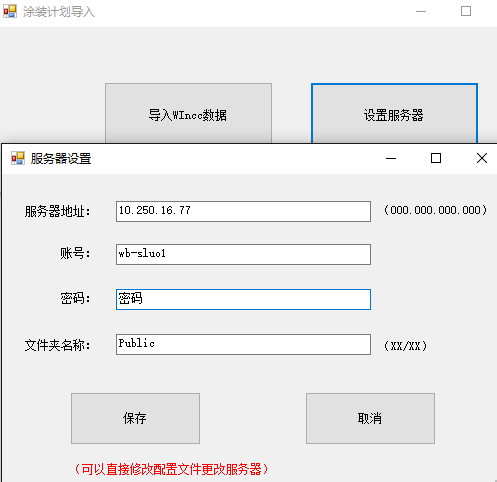 涂装计划导入
导入WIncc数据
设置服务器
服务器设置
服务器地址: 10.250.16.77 (000.000.000.000)
账号: wb-sluo1
密码: 密码
文件夹名称: Public (XX/XX)
保存
取消
(可以直接修改配置文件更改服务器)